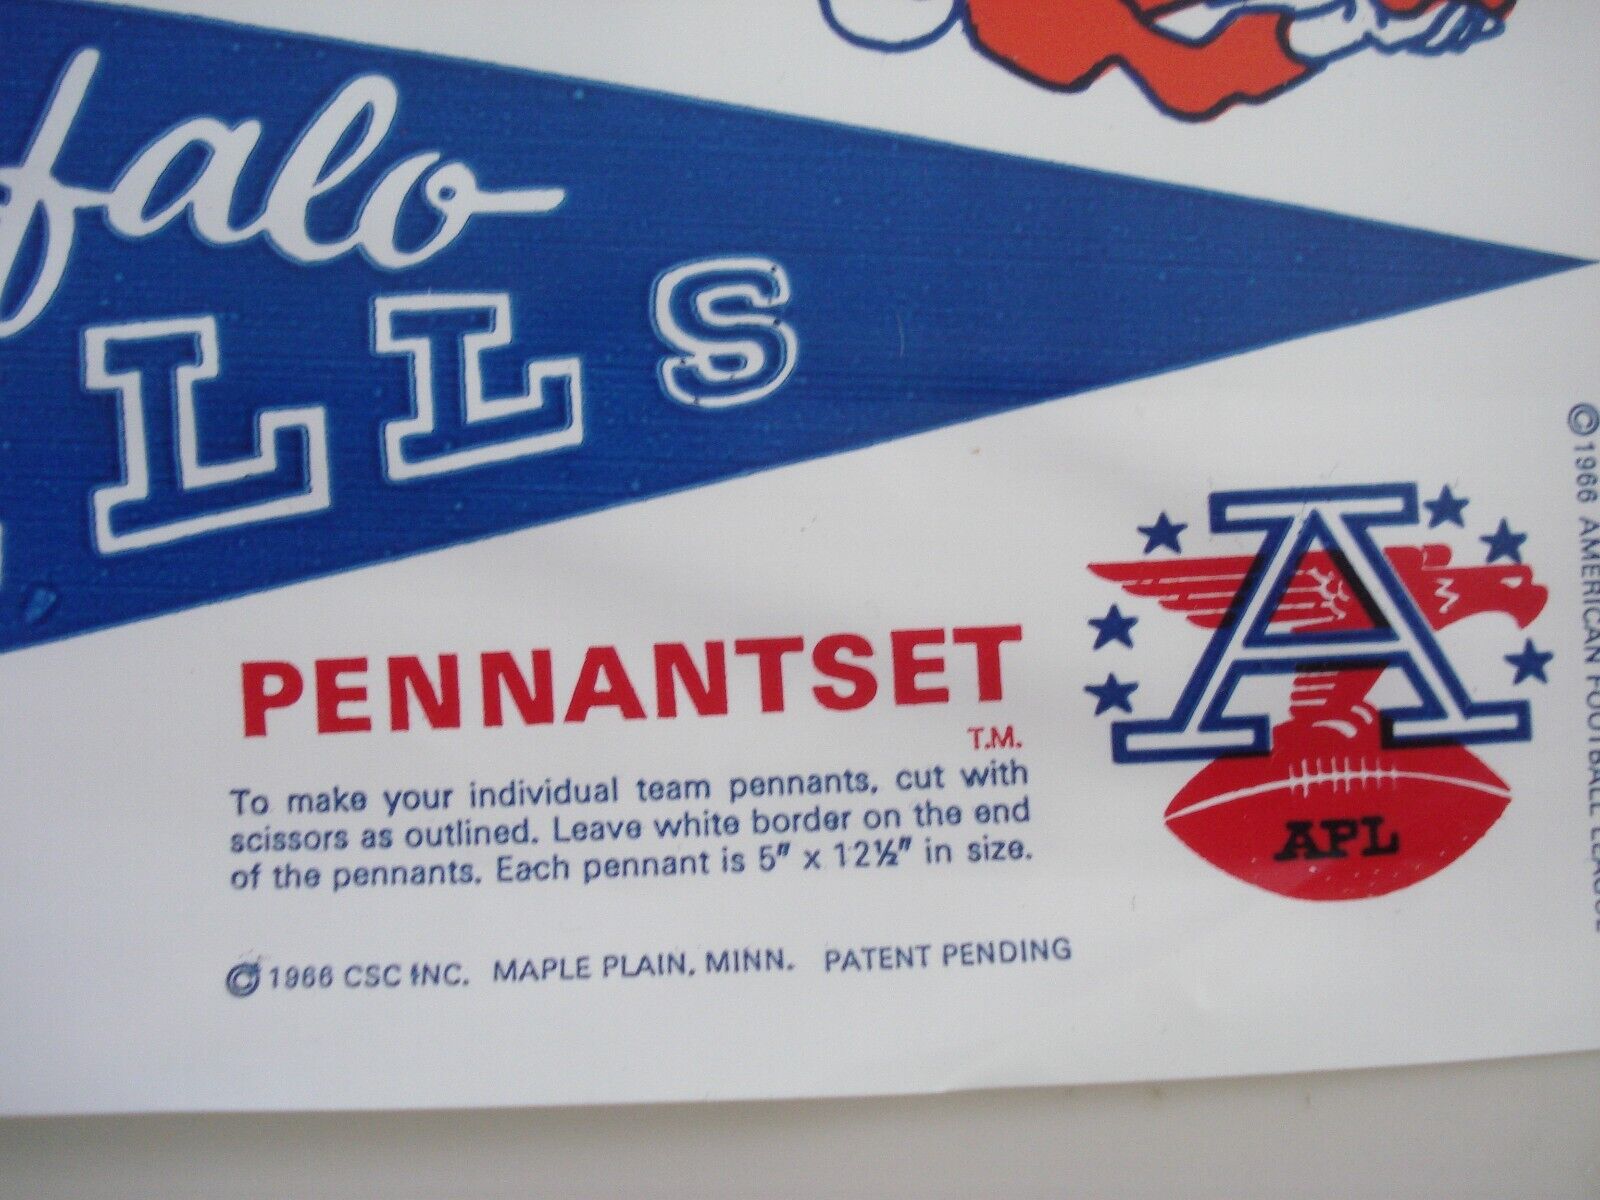 falo
LLS
PENNANTSET
T.M.
To make your individual team pennants, cut with
scissors as outlined. Leave white border on the end
of the pennants. Each pennant is 5" x 12½" in size.
© 1966 CSC INC. MAPLE PLAIN, MINN. PATENT PENDING
A
APL
© 1966 AMERICAN FOOTBALL LEAGUE